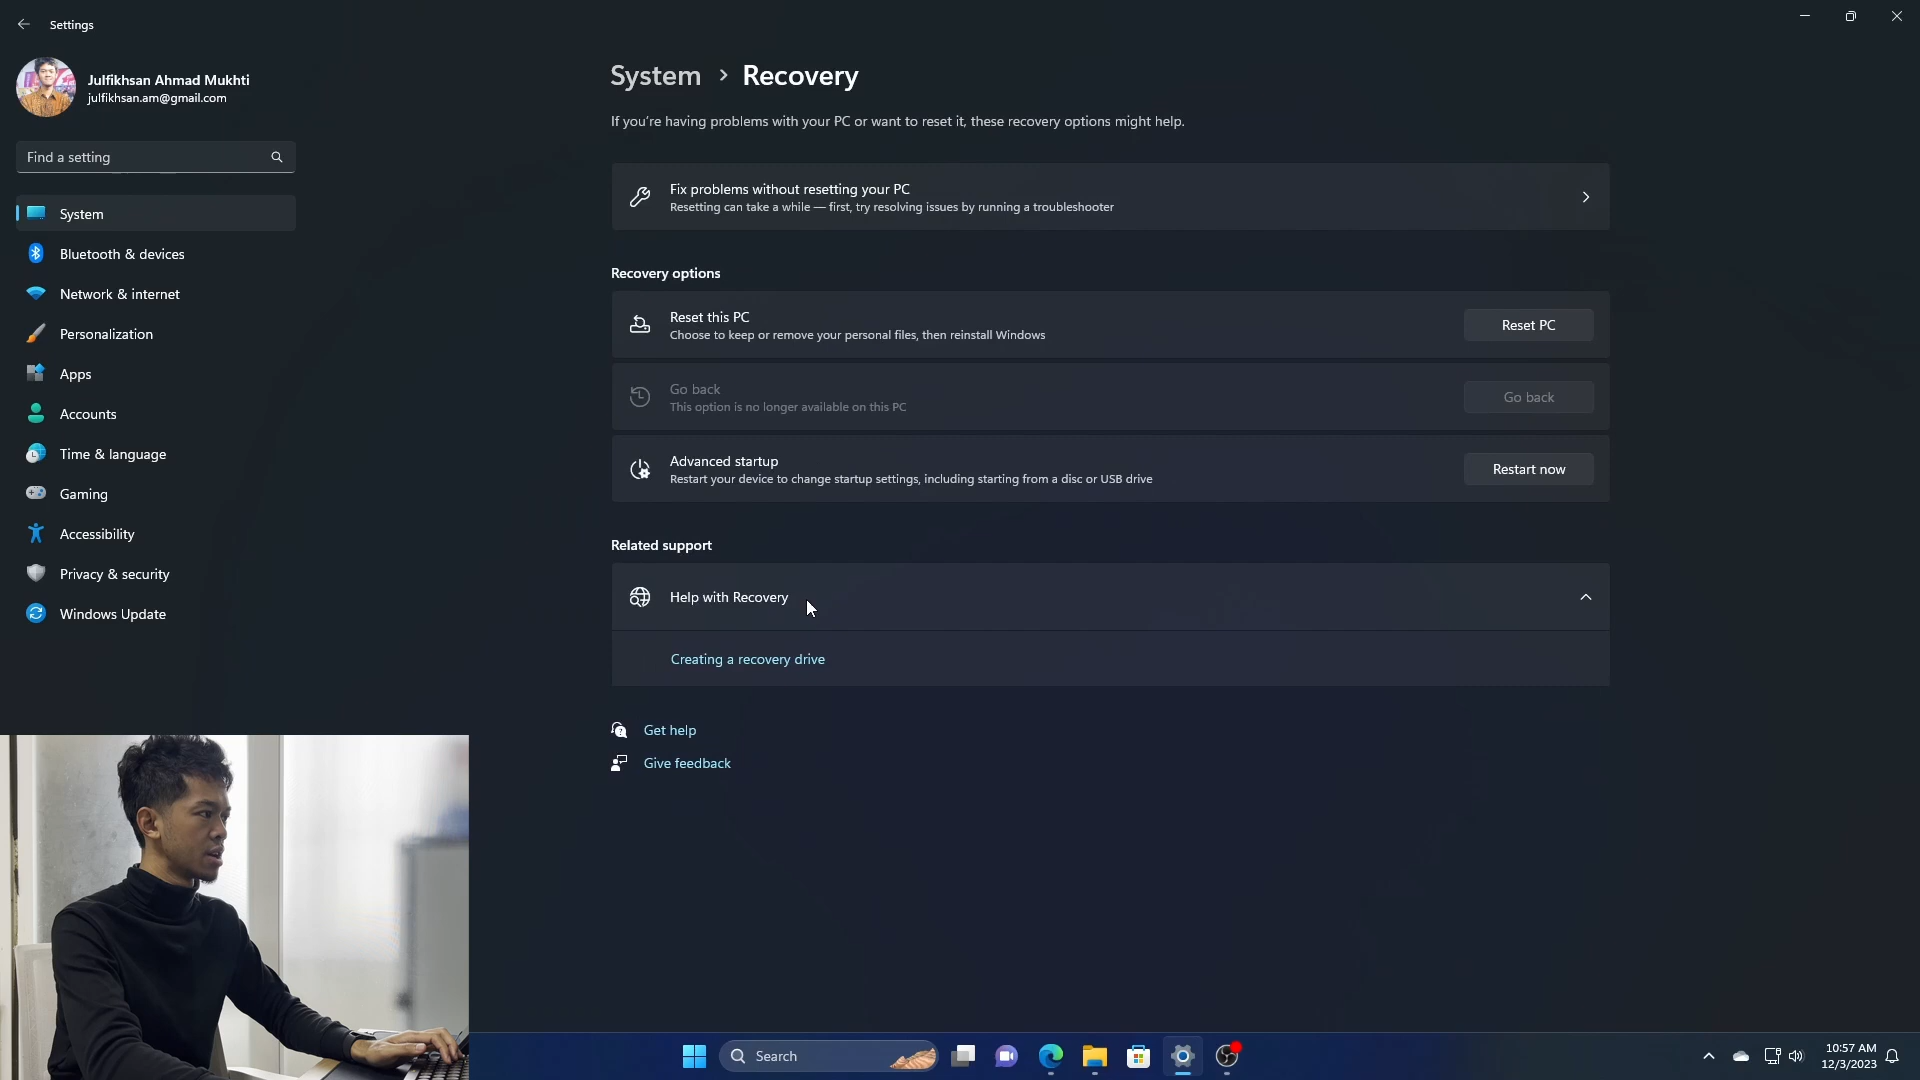 Settings
Julfikhsan Ahmad Mukhti
julfikhsan.am@gmail.com
Find a setting
System
Bluetooth & devices
Network & internet
Personalization
Apps
Accounts
Time & language
Gaming
Accessibility
Privacy & security
Windows Update
System > Recovery
If you're having problems with your PC or want to reset it, these recovery options might help.
Fix problems without resetting your PC
Resetting can take a while — first, try resolving issues by running a troubleshooter
Recovery options
Reset this PC
Choose to keep or remove your personal files, then reinstall Windows
Reset PC
Go back
This option is no longer available on this PC
Go back
Advanced startup
Restart your device to change startup settings, including starting from a disc or USB drive
Restart now
Related support
Help with Recovery
Creating a recovery drive
Get help
Give feedback
Search
10:57 AM
12/3/2023